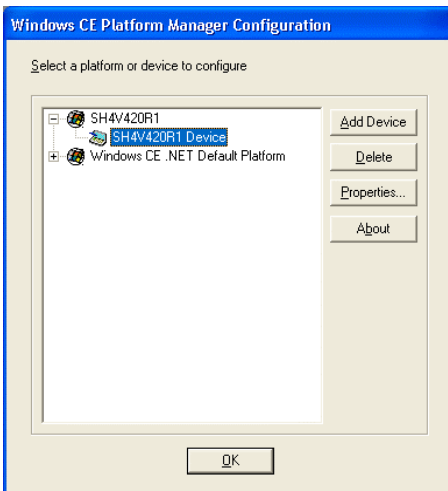 Windows CE Platform Manager Configuration
Select a platform or device to configure
SH4V420R1
SH4V420R1 Device
Windows CE .NET Default Platform
Add Device
Delete
Properties...
About
OK